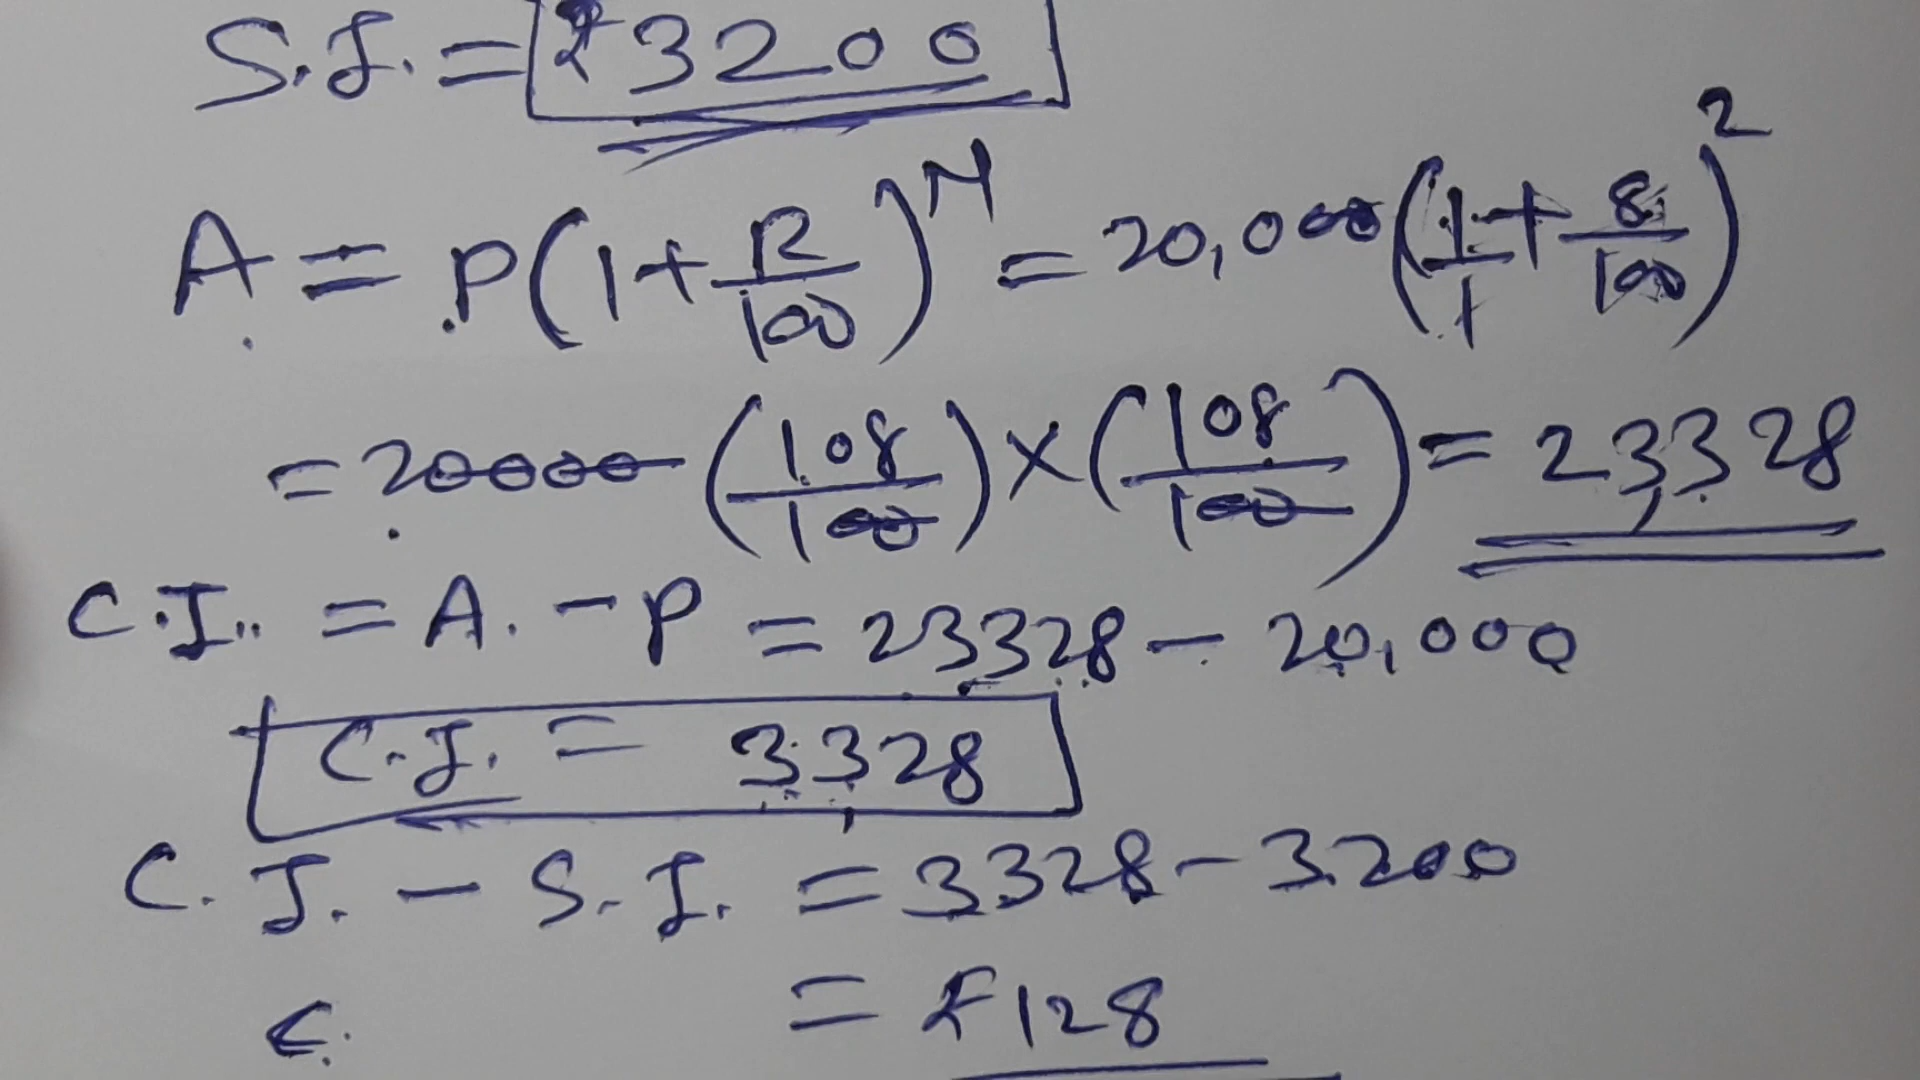 S.I. = ₹3200
A = P(1+R/100)^N = 20,000(1/1+8/100)^2
= 20000(108/100)×(108/100) = 23328
C.I. = A. - P = 23328 - 20,000
C.I. = 3328
C.I. - S.I. = 3328 - 3200
= ₹128